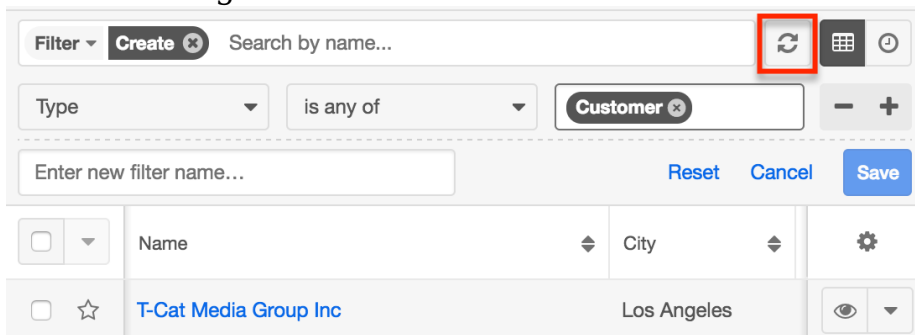 Filter Create Search by name...
Type is any of Customer
Enter new filter name... Reset Cancel Save
Name City
T-Cat Media Group Inc Los Angeles